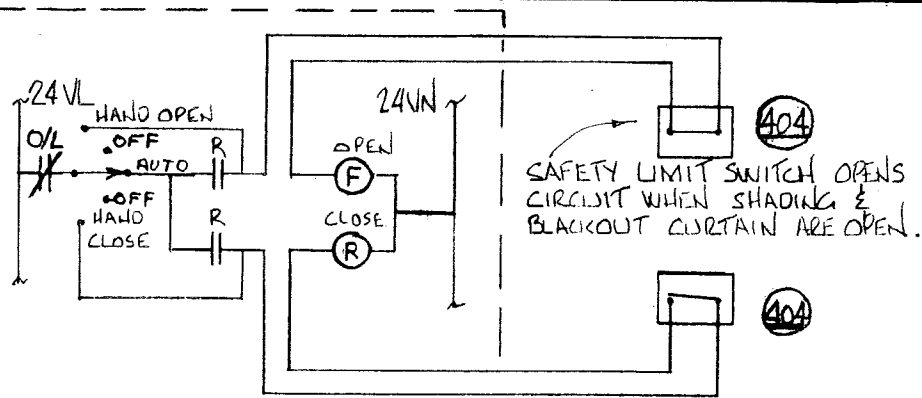 24VL
HAND OPEN
O/L
OFF
AUTO
R
OFF
HAND
CLOSE
R
24VN
OPEN
F
CLOSE
R
404
SAFETY LIMIT SWITCH OPENS
CIRCUIT WHEN SHADING &
BLACKOUT CURTAIN ARE OPEN.
404